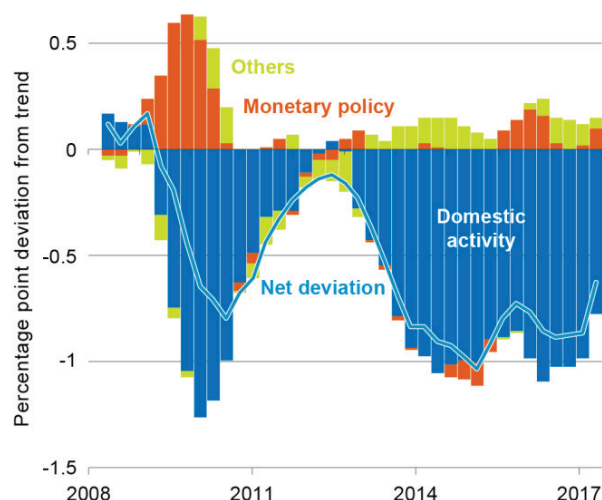 Percentage point deviation from trend
0.5
0
-0.5
-1
-1.5
Others
Monetary policy
Domestic
activity
Net deviation
2008
2011
2014
2017